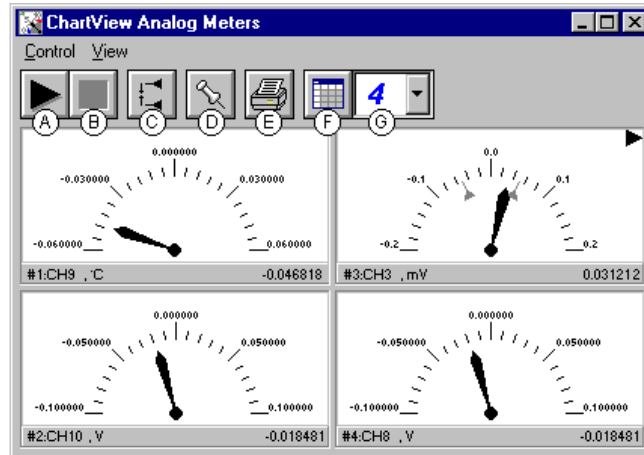 ChartView Analog Meters
Control View
4
A B C D E F G
0.000000
-0.030000 0.030000
-0.060000 0.060000
#1:CH9 , °C -0.046818
0.0
-0.1 0.1
-0.2 0.2
#3:CH3 , mV 0.031212
0.000000
-0.050000 0.050000
-0.100000 0.100000
#2:CH10 , V -0.018481
0.000000
-0.050000 0.050000
-0.100000 0.100000
#4:CH8 , V -0.018481